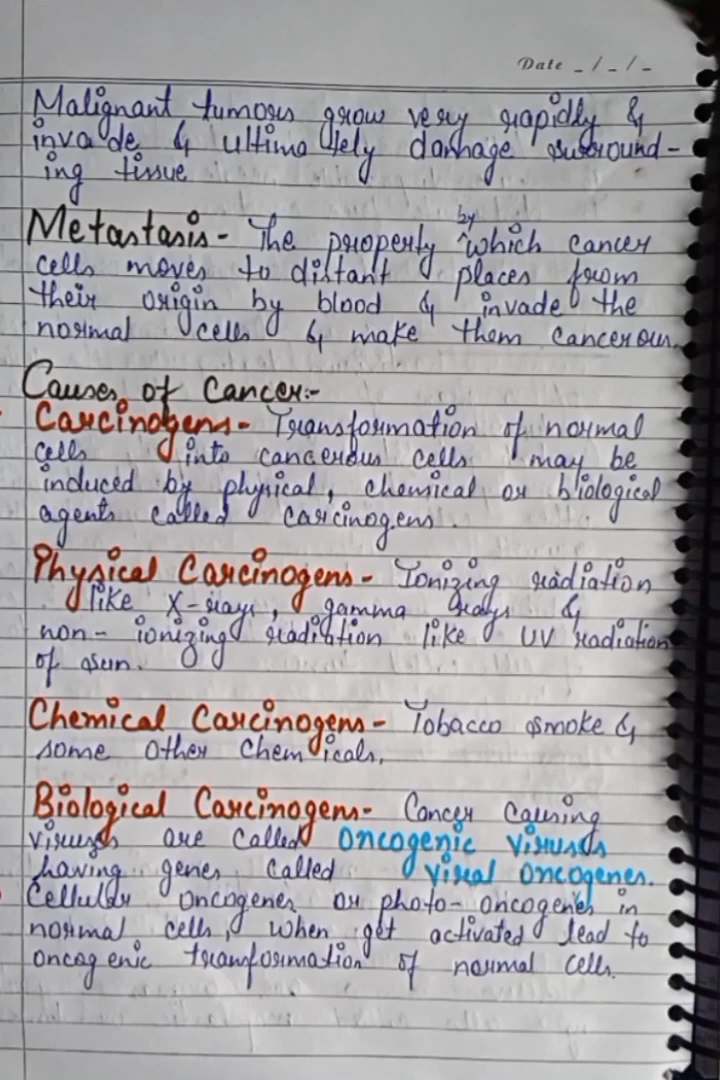 Date _ / _ / _
Malignant tumors grow very rapidly &
invade & ultimately damage surround-
ing tissue
Metastasis - The property by which cancer
cells moves to distant places from
their origin by blood & invade the
normal cells & make them cancerous.
Causes of Cancer:-
Carcinogens - Transformation of normal
cells into cancerous cells may be
induced by physical, chemical or biological
agents called carcinogens.
Physical Carcinogens - Ionizing radiation
like X-rays, gamma rays &
non-ionizing radiation like UV radiation
of sun.
Chemical Carcinogens - Tobacco smoke &
some other chemicals.
Biological Carcinogens - Cancer causing
viruses are called oncogenic viruses
having genes called viral oncogenes.
Cellular oncogenes or photo-oncogenes in
normal cells, when get activated lead to
oncogenic transformation of normal cells.